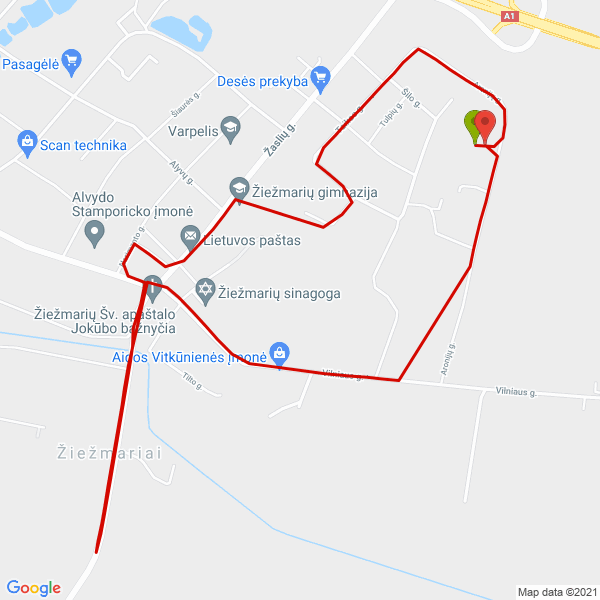 A1
Pasagėlė
Desės prekyba
Šilo g.
Tulpių g.
Šiaurės g.
Varpelis
Žaslių g.
Scan technika
Alyvų g.
Alvydo
Stamporicko įmonė
Žiežmarių gimnazija
Lietuvos paštas
Žiežmarių sinagoga
Žiežmarių Šv. apaštalo
Jokūbo bažnyčia
Aidos Vitkūnienės įmonė
Tilto g.
Vilniaus g.
Aronijų g.
Vilniaus g.
Žiežmariai
Google
Map data ©2021